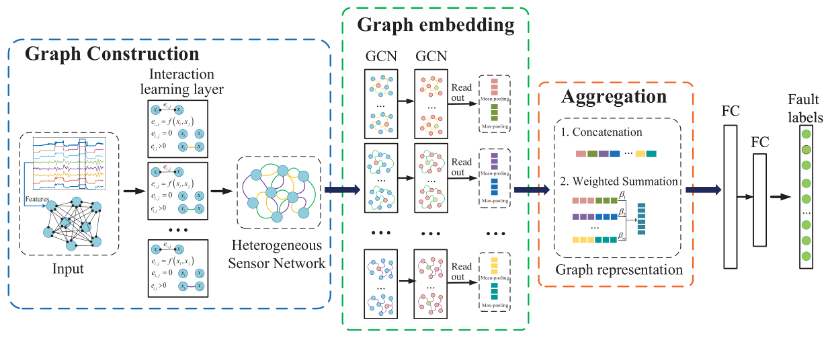 Graph Construction
Interaction
learning layer
e_{i,j}
e_{i,j} = f(x_i, x_j)
e_{i,j} = 0
e_{i,j} > 0
e_{i,j}
e_{i,j} = f(x_i, x_j)
e_{i,j} = 0
e_{i,j} > 0
...
e_{i,j}
e_{i,j} = f(x_i, x_j)
e_{i,j} = 0
e_{i,j} > 0
Features
Input
Heterogeneous
Sensor Network
Graph embedding
GCN GCN
Read
out
Mean-pooling
Max-pooling
...
...
Read
out
Mean-pooling
Max-pooling
...
...
... ... ...
Read
out
Mean-pooling
Max-pooling
...
...
Aggregation
1. Concatenation
...
2. Weighted Summation
β_1
β_2
...
Graph representation
FC
FC
Fault
labels
...